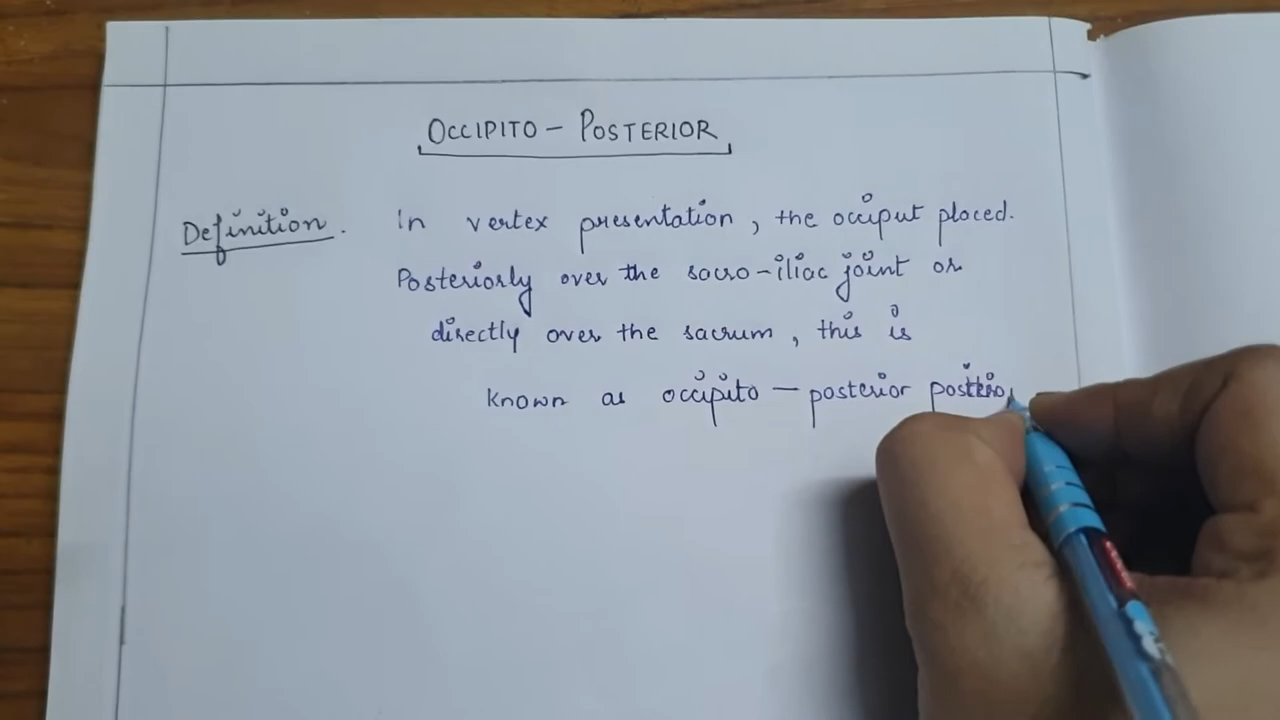 OCCIPITO – POSTERIOR
Definition. In vertex presentation, the occiput placed.
Posteriorly over the sacro-iliac joint or
directly over the sacrum, this is
known as occipito – posterior